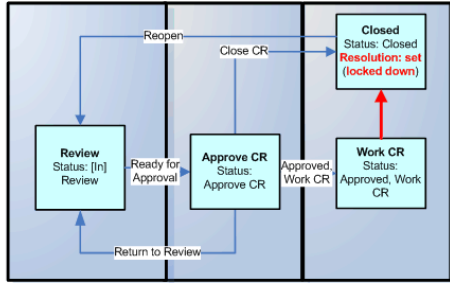 Closed
Status: Closed
Resolution: set
(locked down)
Reopen
Close CR
Review
Status: [In]
Review
Ready for
Approval
Approve CR
Status:
Approve CR
Approved,
Work CR
Work CR
Status:
Approved, Work
CR
Return to Review